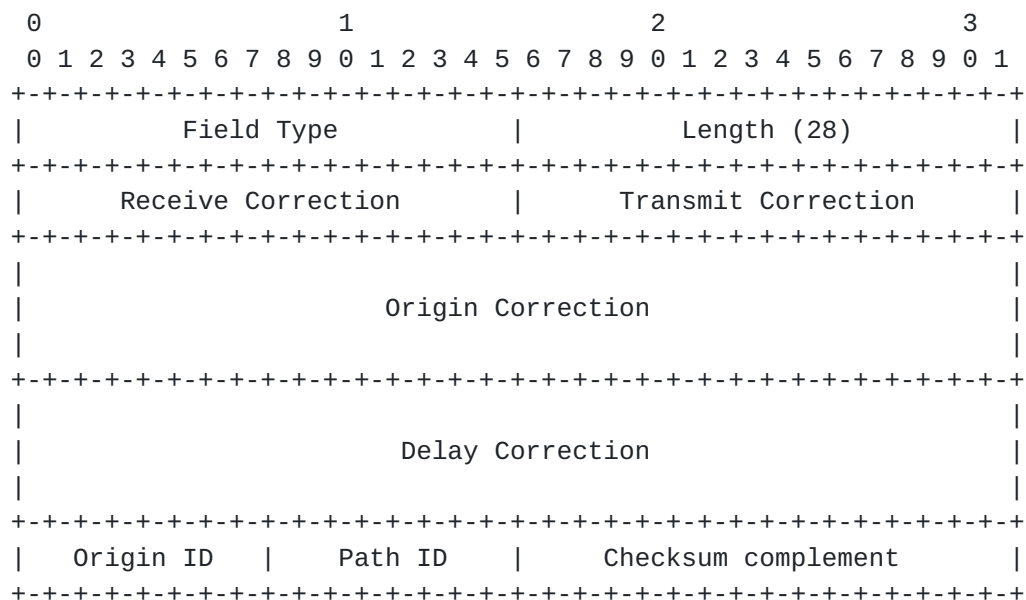 0                   1                   2                   3
 0 1 2 3 4 5 6 7 8 9 0 1 2 3 4 5 6 7 8 9 0 1 2 3 4 5 6 7 8 9 0 1
+-+-+-+-+-+-+-+-+-+-+-+-+-+-+-+-+-+-+-+-+-+-+-+-+-+-+-+-+-+-+-+-+
|          Field Type           |          Length (28)          |
+-+-+-+-+-+-+-+-+-+-+-+-+-+-+-+-+-+-+-+-+-+-+-+-+-+-+-+-+-+-+-+-+
|      Receive Correction       |      Transmit Correction      |
+-+-+-+-+-+-+-+-+-+-+-+-+-+-+-+-+-+-+-+-+-+-+-+-+-+-+-+-+-+-+-+-+
|                                                               |
|                       Origin Correction                       |
|                                                               |
+-+-+-+-+-+-+-+-+-+-+-+-+-+-+-+-+-+-+-+-+-+-+-+-+-+-+-+-+-+-+-+-+
|                                                               |
|                        Delay Correction                       |
|                                                               |
+-+-+-+-+-+-+-+-+-+-+-+-+-+-+-+-+-+-+-+-+-+-+-+-+-+-+-+-+-+-+-+-+
|   Origin ID   |    Path ID    |     Checksum complement       |
+-+-+-+-+-+-+-+-+-+-+-+-+-+-+-+-+-+-+-+-+-+-+-+-+-+-+-+-+-+-+-+-+